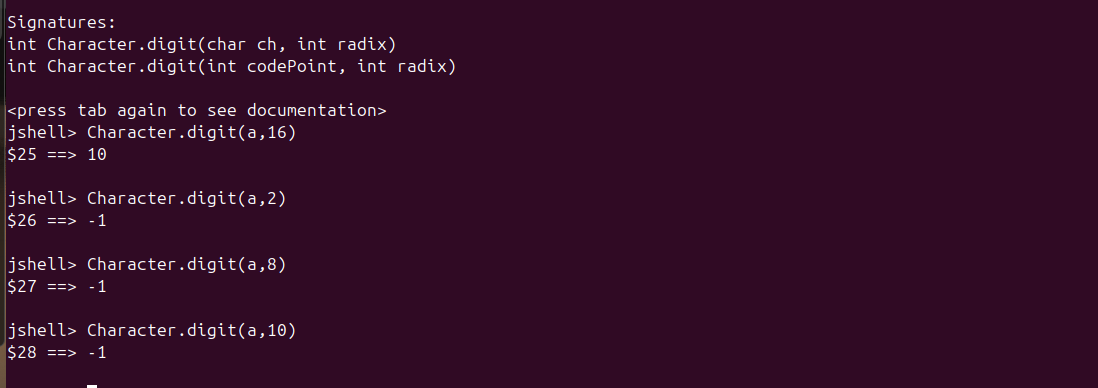 Signatures:
int Character.digit(char ch, int radix)
int Character.digit(int codePoint, int radix)
<press tab again to see documentation>
jshell> Character.digit(a,16)
$25 ==> 10
jshell> Character.digit(a,2)
$26 ==> -1
jshell> Character.digit(a,8)
$27 ==> -1
jshell> Character.digit(a,10)
$28 ==> -1